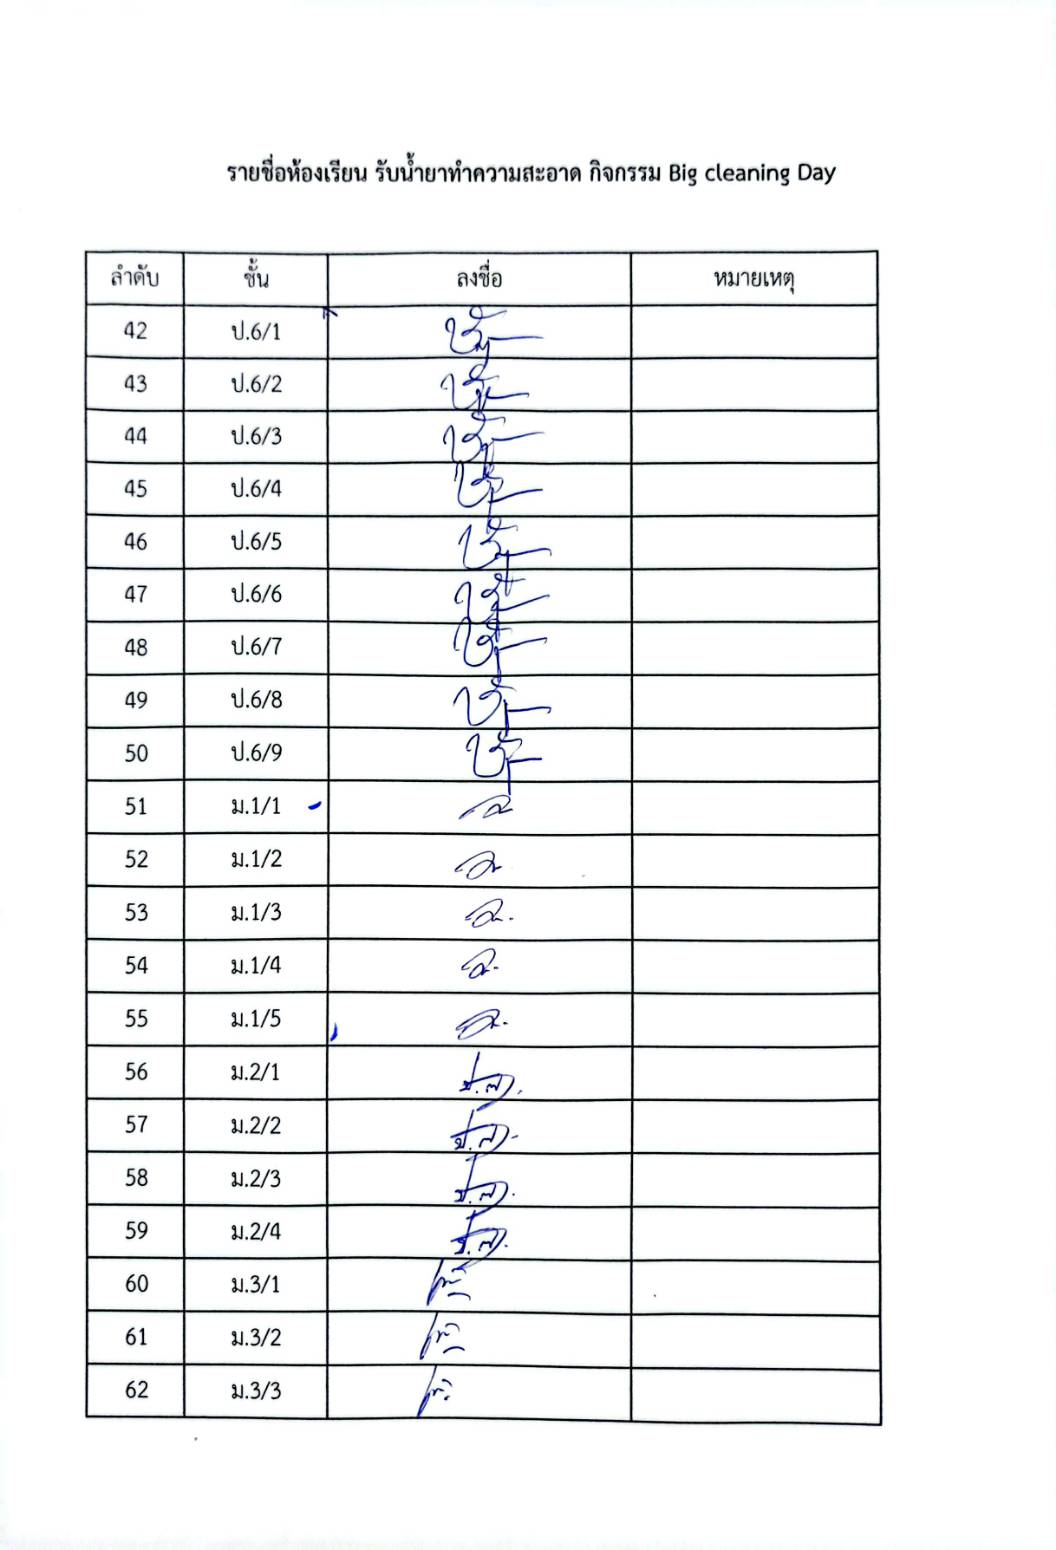 รายชื่อห้องเรียน รับน้ำยาทำความสะอาด กิจกรรม Big cleaning Day
ลำดับ ชั้น ลงชื่อ หมายเหตุ
42 ป.6/1
43 ป.6/2
44 ป.6/3
45 ป.6/4
46 ป.6/5
47 ป.6/6
48 ป.6/7
49 ป.6/8
50 ป.6/9
51 ม.1/1
52 ม.1/2
53 ม.1/3
54 ม.1/4
55 ม.1/5
56 ม.2/1
57 ม.2/2
58 ม.2/3
59 ม.2/4
60 ม.3/1
61 ม.3/2
62 ม.3/3